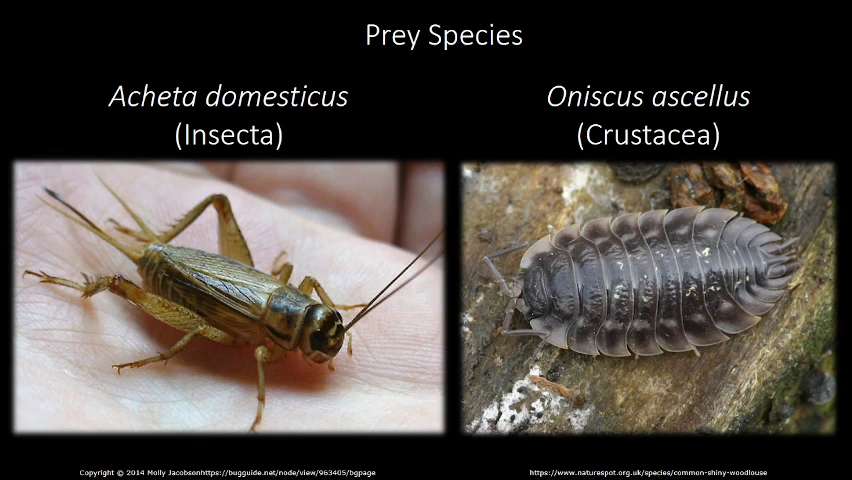 Prey Species
Acheta domesticus
(Insecta)
Oniscus ascellus
(Crustacea)
Copyright © 2014 Molly Jacobsonhttps://bugguide.net/node/view/963405/bgpage
https://www.naturespot.org.uk/species/common-shiny-woodlouse